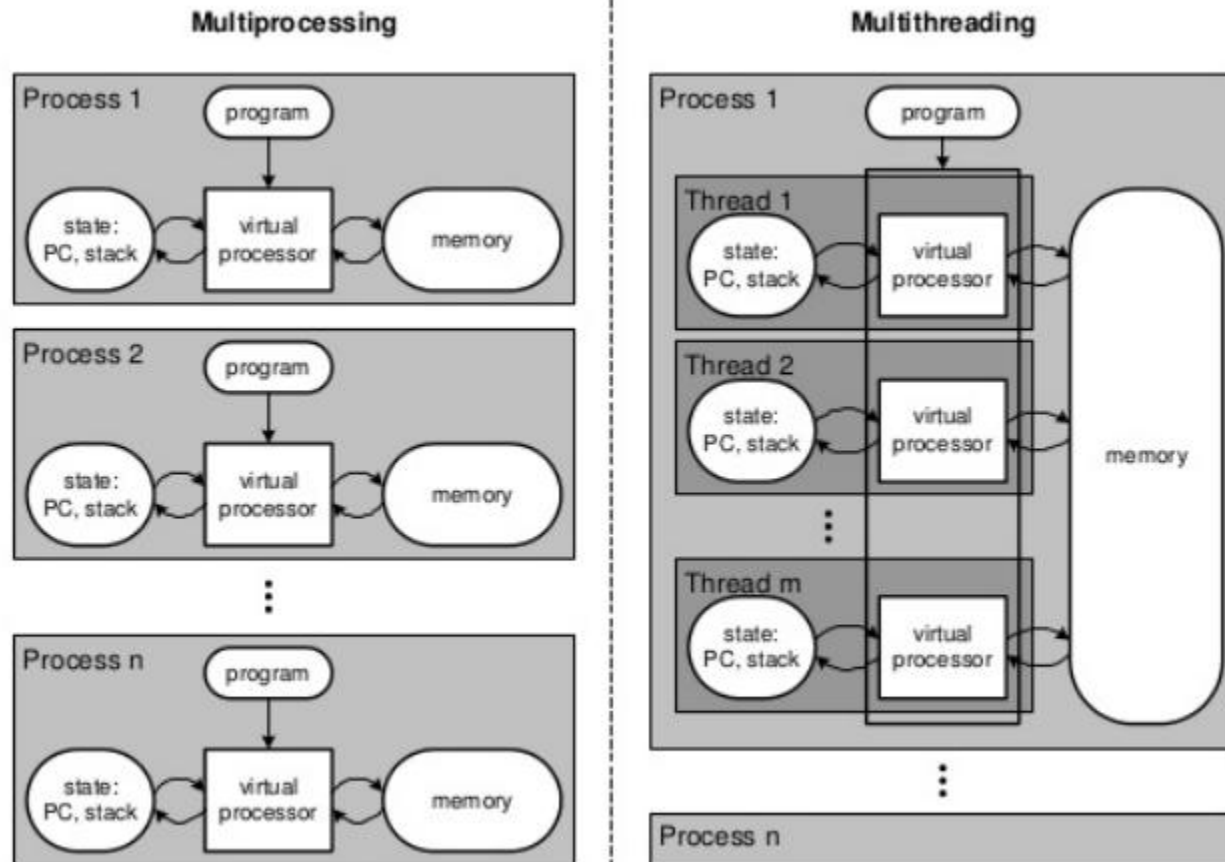 Multiprocessing
Process 1
program
state:
PC, stack
virtual
processor
memory
Process 2
program
state:
PC, stack
virtual
processor
memory
Process n
program
state:
PC, stack
virtual
processor
memory
Multithreading
Process 1
program
Thread 1
state:
PC, stack
virtual
processor
Thread 2
state:
PC, stack
virtual
processor
memory
Thread m
state:
PC, stack
virtual
processor
Process n